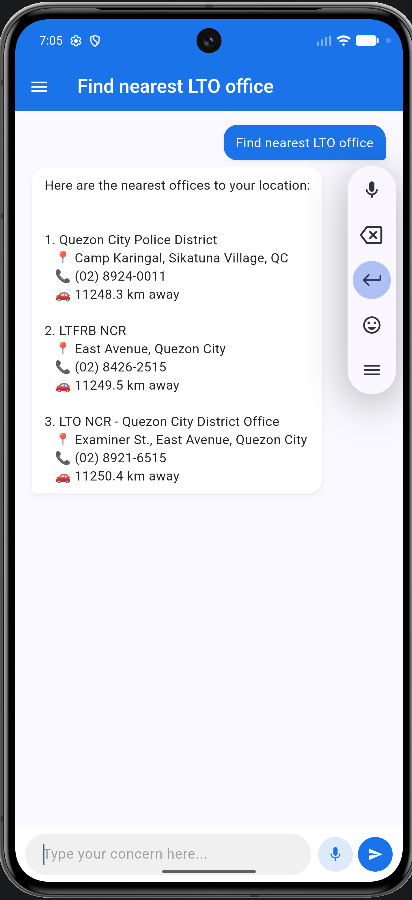 7:05
Find nearest LTO office
Find nearest LTO office
Here are the nearest offices to your location:
1. Quezon City Police District
📍 Camp Karingal, Sikatuna Village, QC
📞 (02) 8924-0011
🚗 11248.3 km away
2. LTFRB NCR
📍 East Avenue, Quezon City
📞 (02) 8426-2515
🚗 11249.5 km away
3. LTO NCR - Quezon City District Office
📍 Examiner St., East Avenue, Quezon City
📞 (02) 8921-6515
🚗 11250.4 km away
Type your concern here...